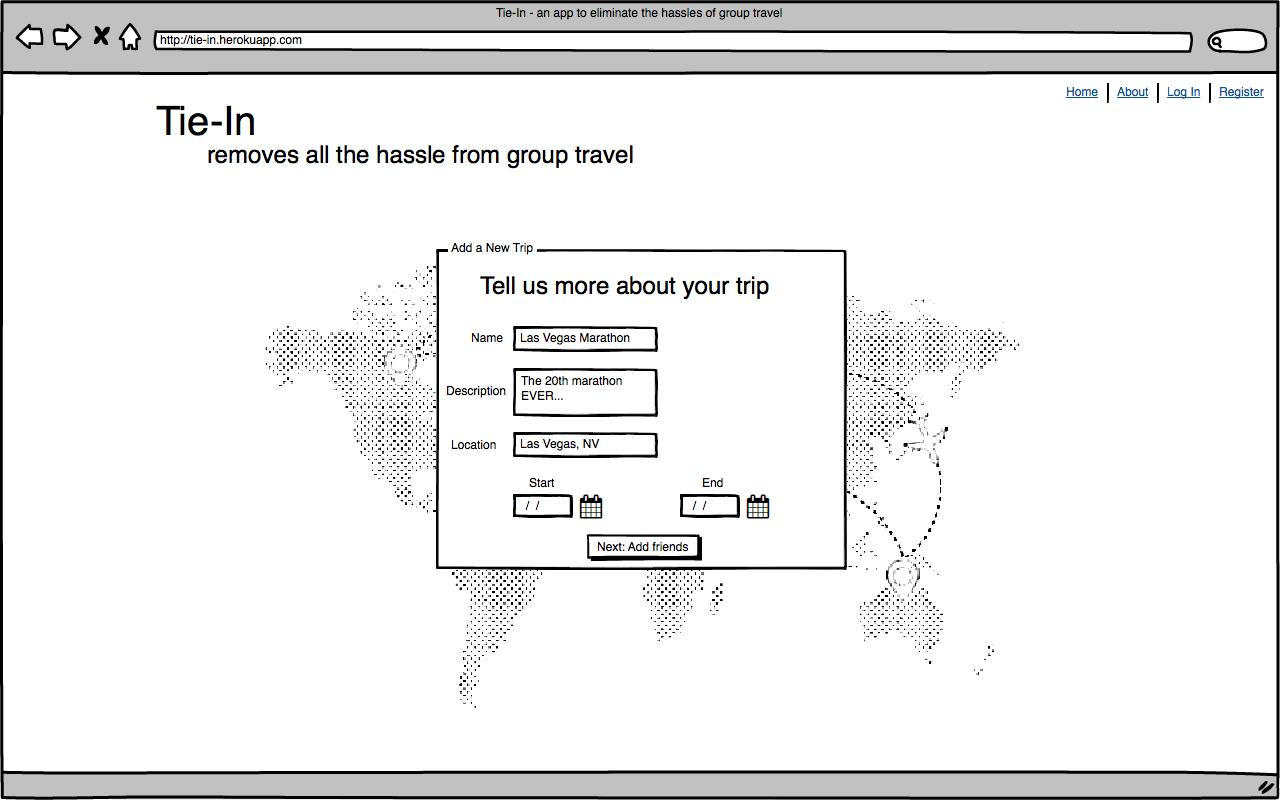 Tie-In - an app to eliminate the hassles of group travel
http://tie-in.herokuapp.com
Home About Log In Register
Tie-In
removes all the hassle from group travel
Add a New Trip
Tell us more about your trip
Name Las Vegas Marathon
Description The 20th marathon
EVER...
Location Las Vegas, NV
Start End
/ / / /
Next: Add friends